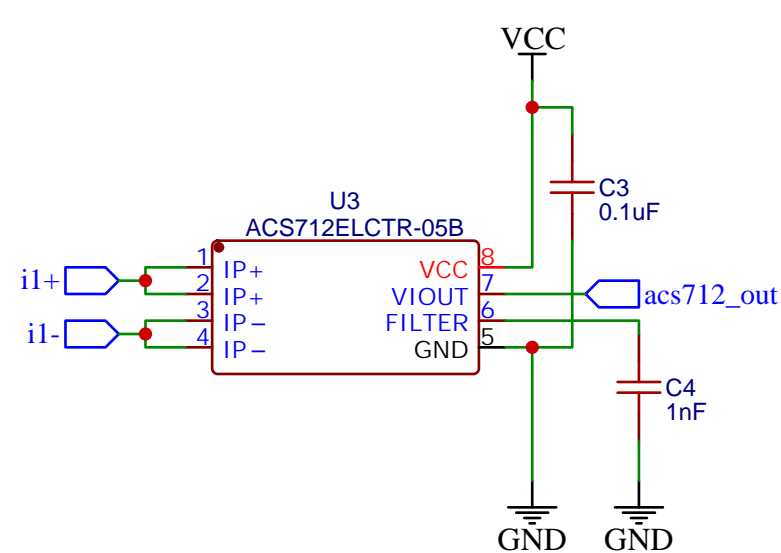 VCC
C3
0.1uF
U3
ACS712ELCTR-05B
1 IP+ VCC 8
2 IP+ VIOUT 7
3 IP− FILTER 6
4 IP− GND 5
i1+
i1-
acs712_out
C4
1nF
GND GND